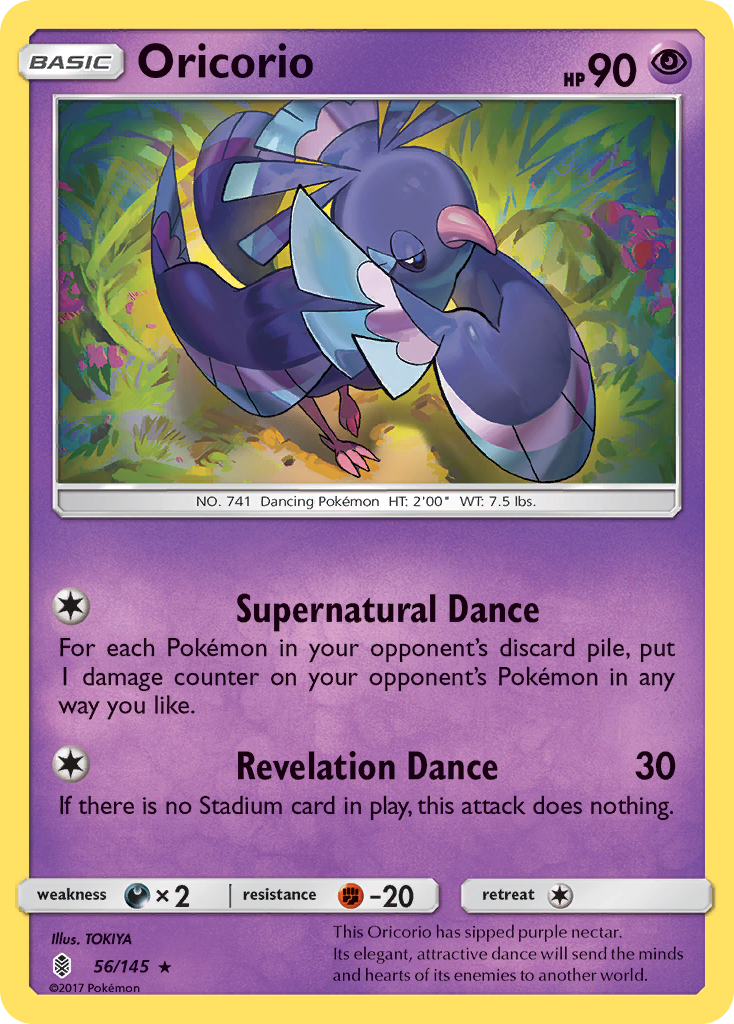 BASIC Oricorio HP 90
NO. 741 Dancing Pokémon HT: 2'00" WT: 7.5 lbs.
Supernatural Dance
For each Pokémon in your opponent's discard pile, put
1 damage counter on your opponent's Pokémon in any
way you like.
Revelation Dance 30
If there is no Stadium card in play, this attack does nothing.
weakness ×2 resistance -20 retreat
Illus. TOKIYA
56/145 ★
©2017 Pokémon
This Oricorio has sipped purple nectar.
Its elegant, attractive dance will send the minds
and hearts of its enemies to another world.